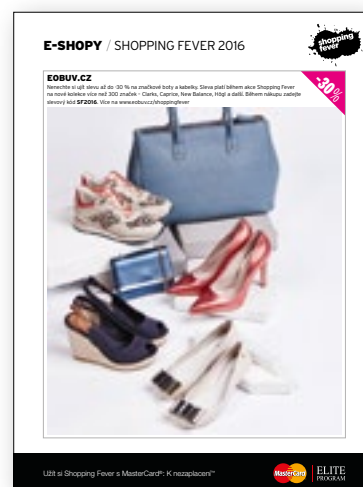 E-SHOPY / SHOPPING FEVER 2016
shopping
fever
EOBUV.CZ
Nenechte si ujít slevu až do -30 % na značkové boty a kabelky. Sleva platí během akce Shopping Fever
na nové kolekce více než 300 značek - Clarks, Caprice, New Balance, Högl a další. Během nákupu zadejte
slevový kód SF2016. Více na www.eobuv.cz/shoppingfever
-30%
Užít si Shopping Fever s MasterCard®: K nezaplacení™
MasterCard
ELITE
PROGRAM